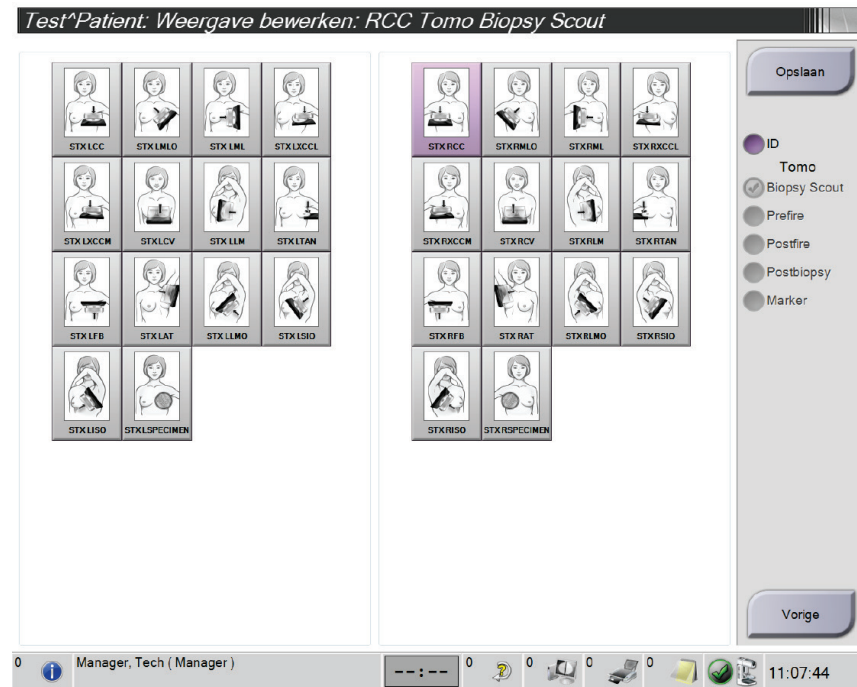 Test^Patient: Weergave bewerken: RCC Tomo Biopsy Scout
STX LCC
STX LMLO
STX LML
STX LXCCL
STX LXCCM
STX LCV
STX LLM
STX LTAN
STX LFB
STX LAT
STX LLMO
STX LSIO
STX LISO
STX LSPECIMEN
STX RCC
STX RMLO
STX RML
STX RXCCL
STX RXCCM
STX RCV
STX RLM
STX RTAN
STX RFB
STX RAT
STX RLMO
STX RSIO
STX RISO
STX RSPECIMEN
Opslaan
ID
Tomo
Biopsy Scout
Prefire
Postfire
Postbiopsy
Marker
Vorige
0
Manager, Tech ( Manager )
--:--
0
0
0
0
11:07:44